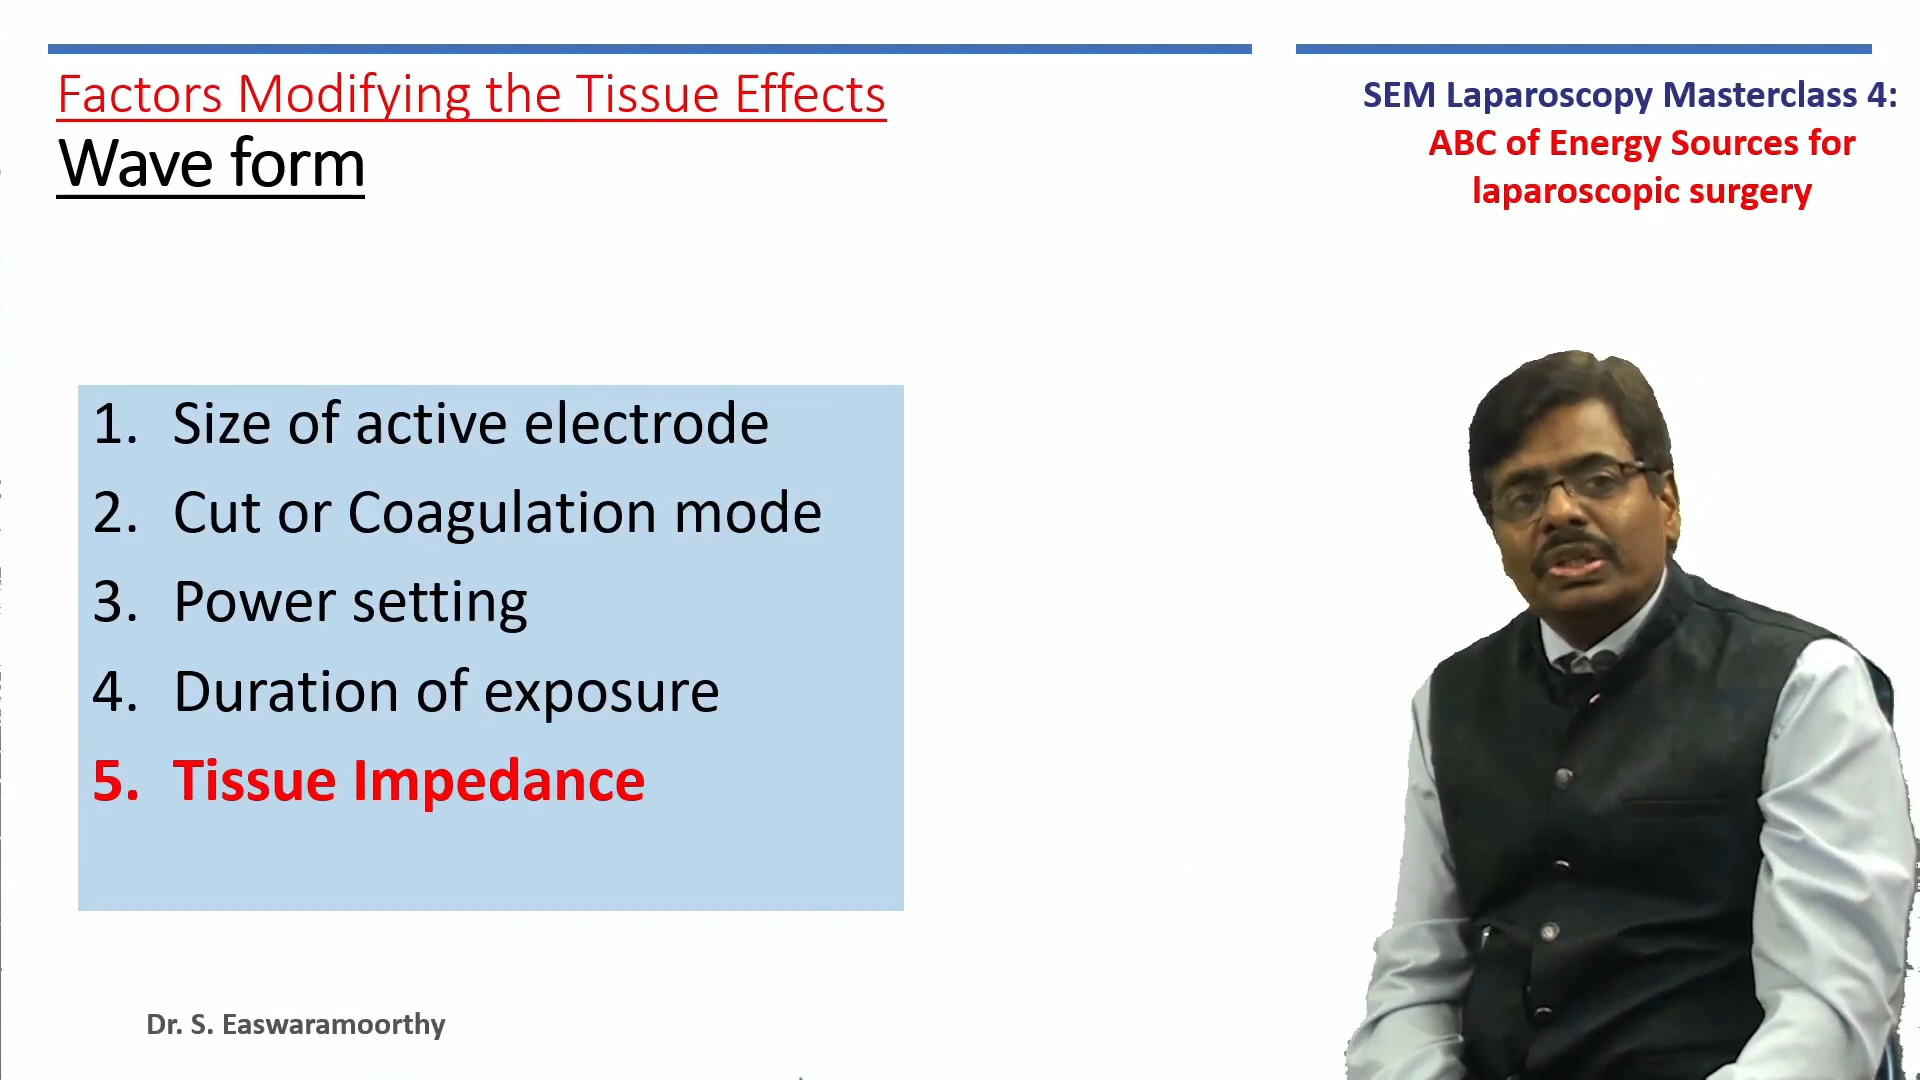 Factors Modifying the Tissue Effects
Wave form
SEM Laparoscopy Masterclass 4:
ABC of Energy Sources for
laparoscopic surgery
1. Size of active electrode
2. Cut or Coagulation mode
3. Power setting
4. Duration of exposure
5. Tissue Impedance
Dr. S. Easwaramoorthy